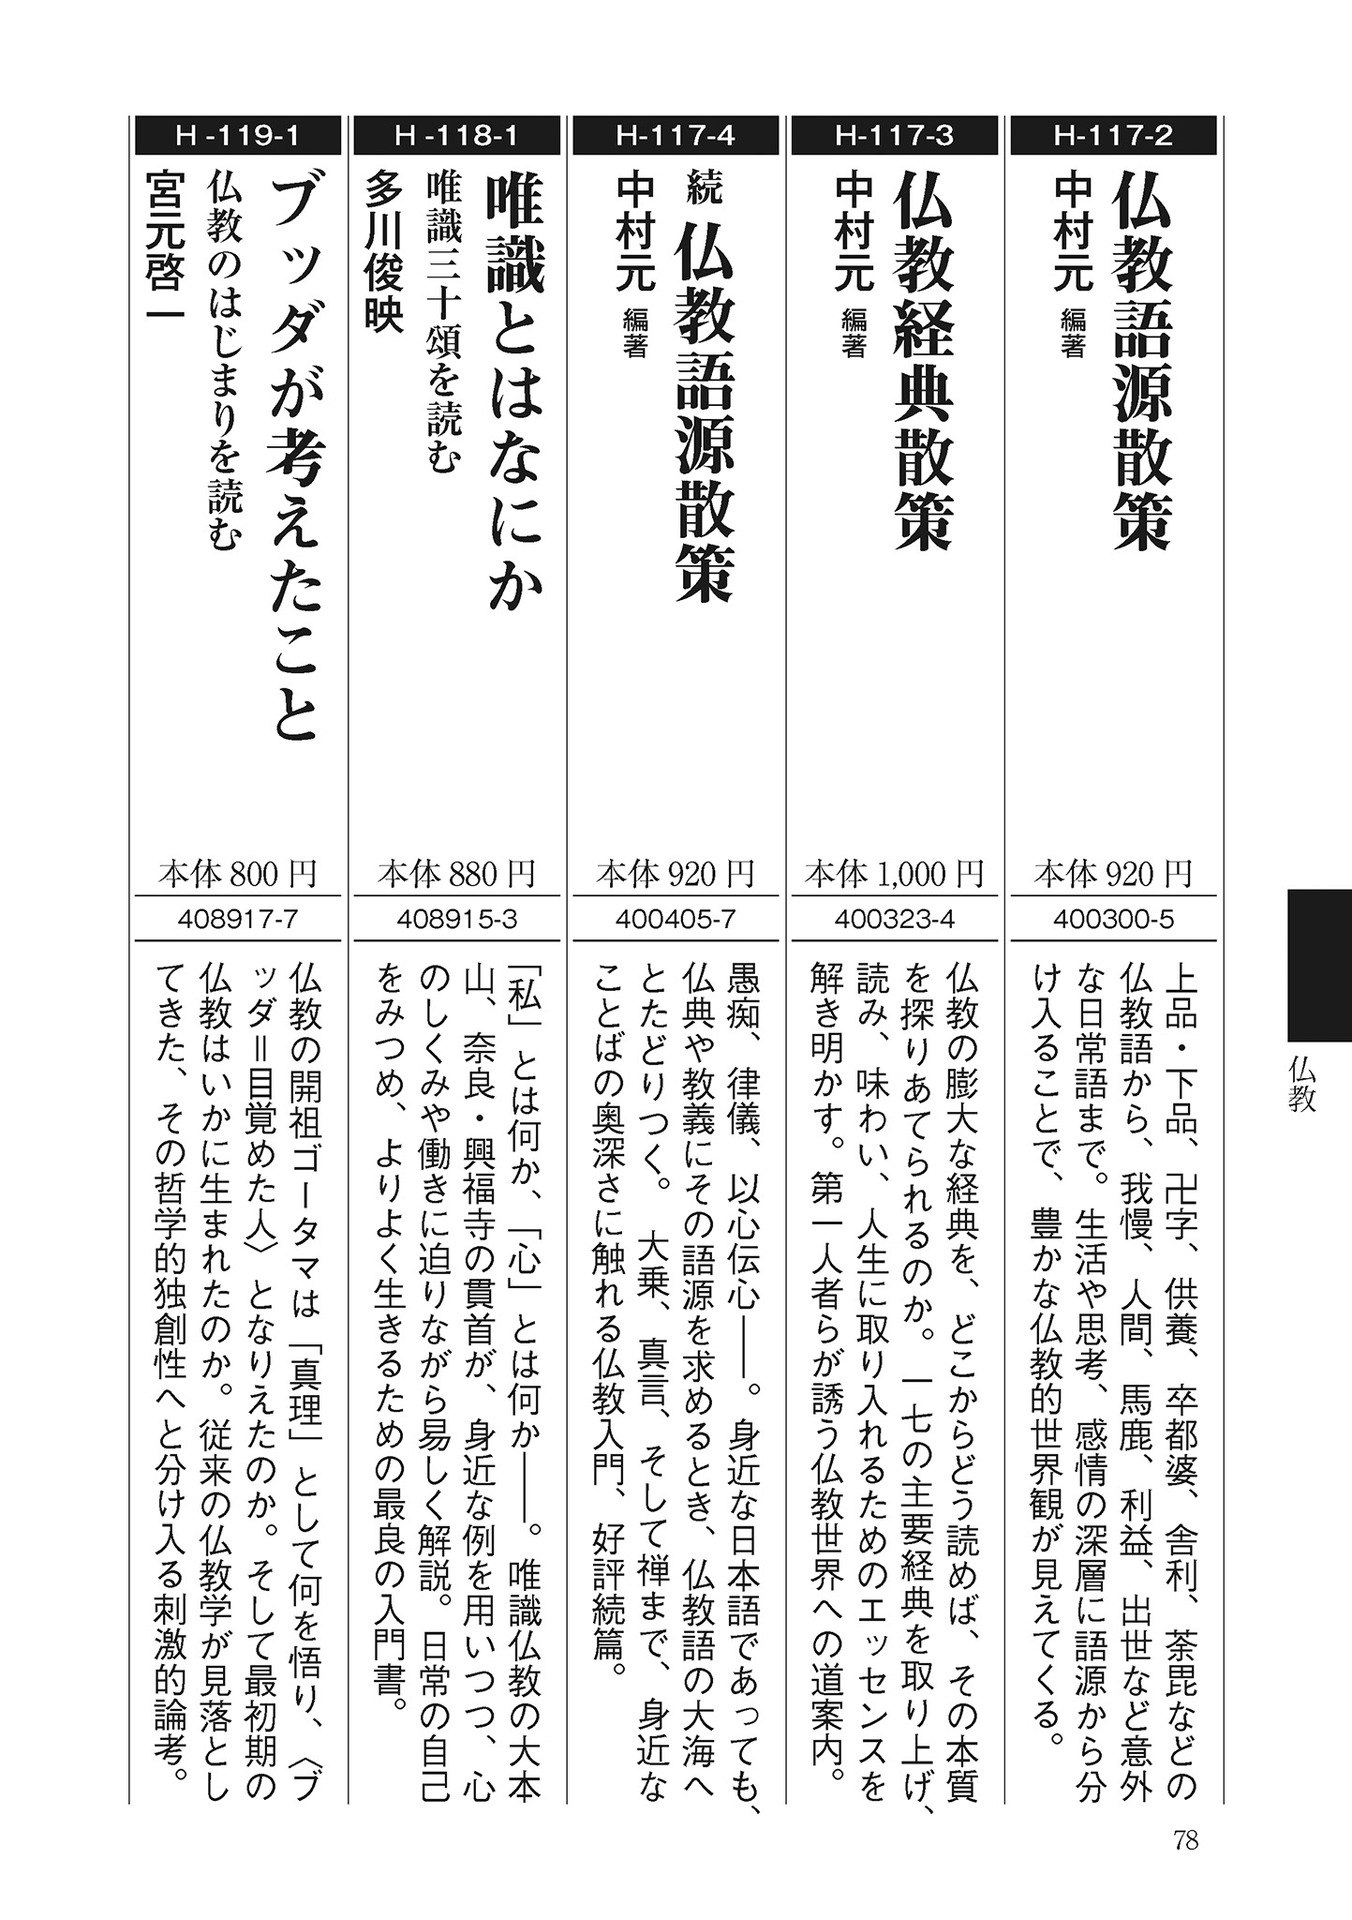 H-117-2
仏教語源散策
中村元 編著
本体 920 円
400300-5
上品・下品、卍字、供養、卒都婆、舎利、荼毘などの
仏教語から、我慢、人間、馬鹿、利益、出世など意外
な日常語まで。生活や思考、感情の深層に語源から分
け入ることで、豊かな仏教的世界観が見えてくる。
H-117-3
仏教経典散策
中村元 編著
本体 1,000 円
400323-4
仏教の膨大な経典を、どこからどう読めば、その本質
を探りあてられるのか。一七の主要経典を取り上げ、
読み、味わい、人生に取り入れるためのエッセンスを
解き明かす。第一人者らが誘う仏教世界への道案内。
H-117-4
続 仏教語源散策
中村元 編著
本体 920 円
400405-7
愚痴、律儀、以心伝心——。身近な日本語であっても、
仏典や教義にその語源を求めるとき、仏教語の大海へ
とたどりつく。大乗、真言、そして禅まで、身近な
ことばの奥深さに触れる仏教入門、好評続篇。
H-118-1
唯識とはなにか
唯識三十頌を読む
多川俊映
本体 880 円
408915-3
「私」とは何か、「心」とは何か——。唯識仏教の大本
山、奈良・興福寺の貫首が、身近な例を用いつつ、心
のしくみや働きに迫りながら易しく解説。日常の自己
をみつめ、よりよく生きるための最良の入門書。
H-119-1
ブッダが考えたこと
仏教のはじまりを読む
宮元啓一
本体 800 円
408917-7
仏教の開祖ゴータマは「真理」として何を悟り、〈ブ
ッダ＝目覚めた人〉となりえたのか。そして最初期の
仏教はいかに生まれたのか。従来の仏教学が見落とし
てきた、その哲学的独創性へと分け入る刺激的論考。
仏教
78